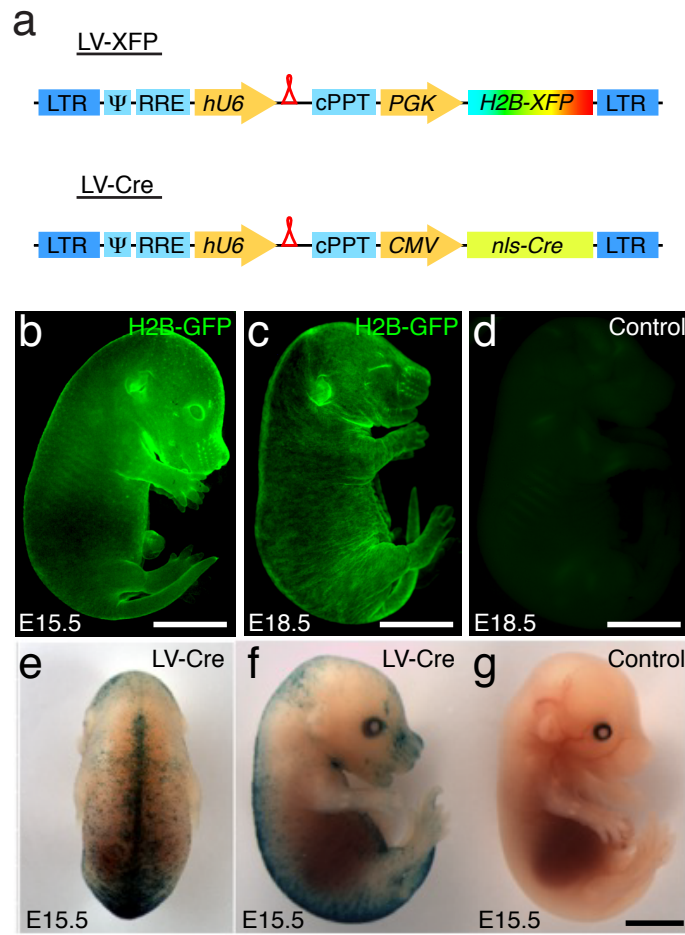 a
LV-XFP
LTR Ψ RRE hU6 cPPT PGK H2B-XFP LTR
LV-Cre
LTR Ψ RRE hU6 cPPT CMV nls-Cre LTR
b H2B-GFP c H2B-GFP d Control
E15.5 E18.5 E18.5
e LV-Cre f LV-Cre g Control
E15.5 E15.5 E15.5